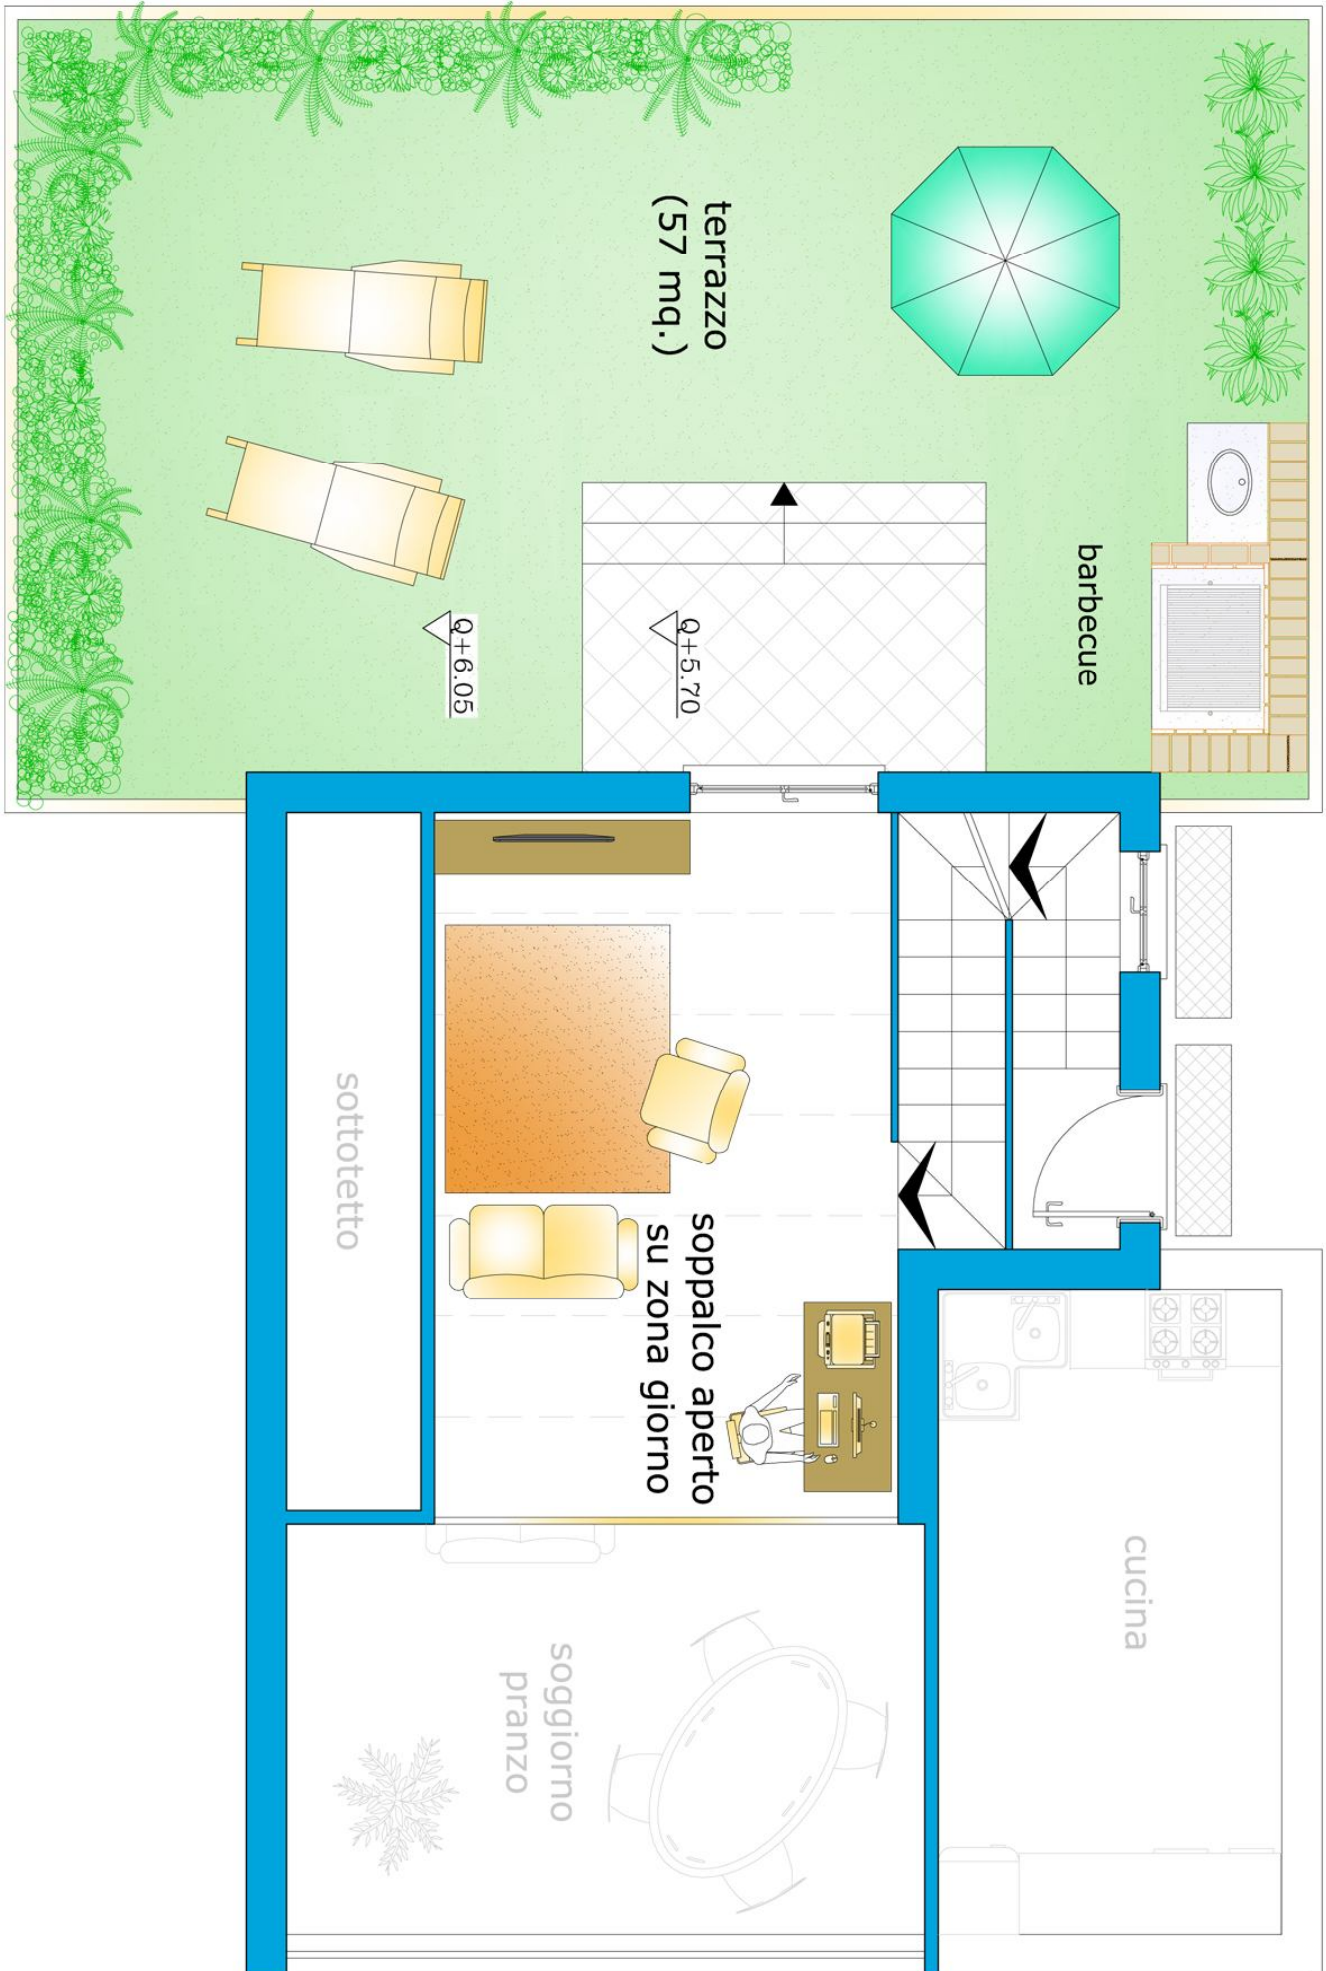 terrazzo
(57 mq.)
barbecue
Q+5.70
Q+6.05
sottotetto
soppalco aperto
su zona giorno
cucina
soggiorno
pranzo